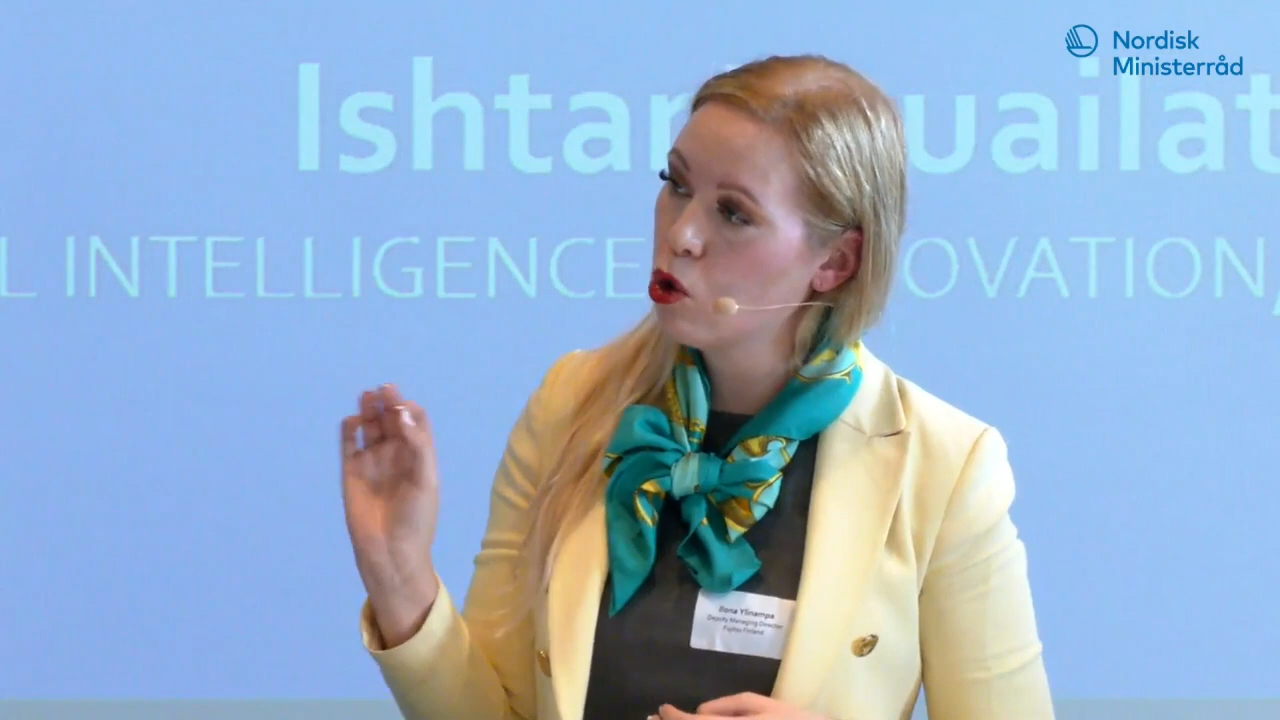 Nordisk
Ministerråd
Ishtar uailat
L INTELLIGENCE OVATION,
Ilona Ylinampa
Deputy Managing Director
Fujitsu Finland